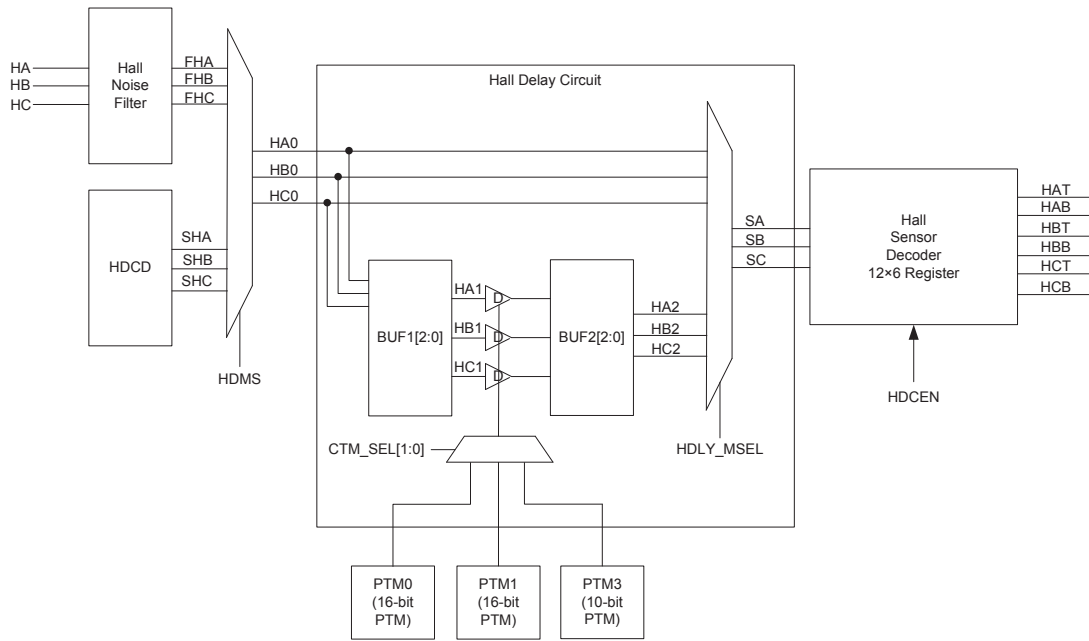 Hall
Noise
Filter
HA
HB
HC
FHA
FHB
FHC
HDCD
SHA
SHB
SHC
HDMS
HA0
HB0
HC0
Hall Delay Circuit
BUF1[2:0]
HA1
HB1
HC1
D
D
D
BUF2[2:0]
HA2
HB2
HC2
CTM_SEL[1:0]
HDLY_MSEL
SA
SB
SC
Hall
Sensor
Decoder
12×6 Register
HAT
HAB
HBT
HBB
HCT
HCB
HDCEN
PTM0
(16-bit
PTM)
PTM1
(16-bit
PTM)
PTM3
(10-bit
PTM)